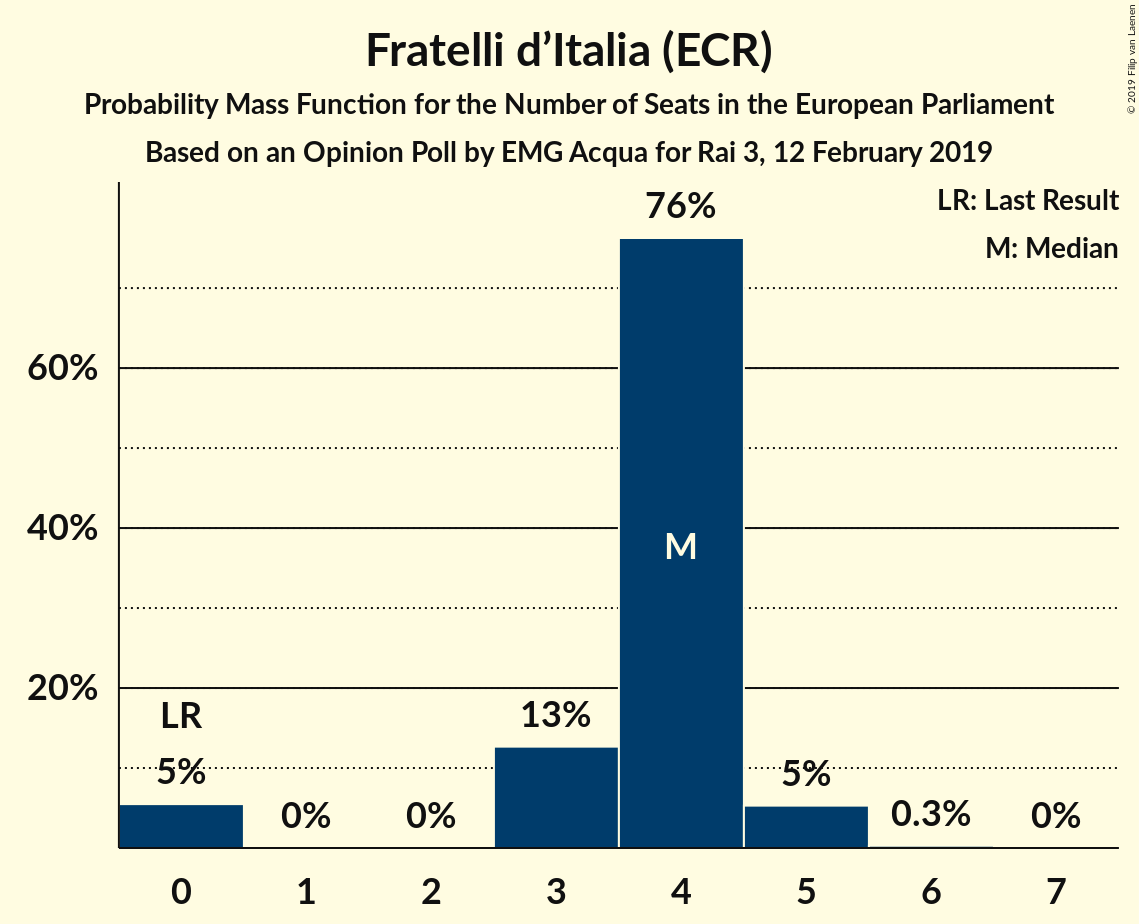 Fratelli d’Italia (ECR)
Probability Mass Function for the Number of Seats in the European Parliament
Based on an Opinion Poll by EMG Acqua for Rai 3, 12 February 2019
© 2019 Filip van Laenen
LR: Last Result
M: Median
76%
60%
40%
M
20%
LR
13%
5%
5%
0%
0%
0.3%
0%
0 1 2 3 4 5 6 7